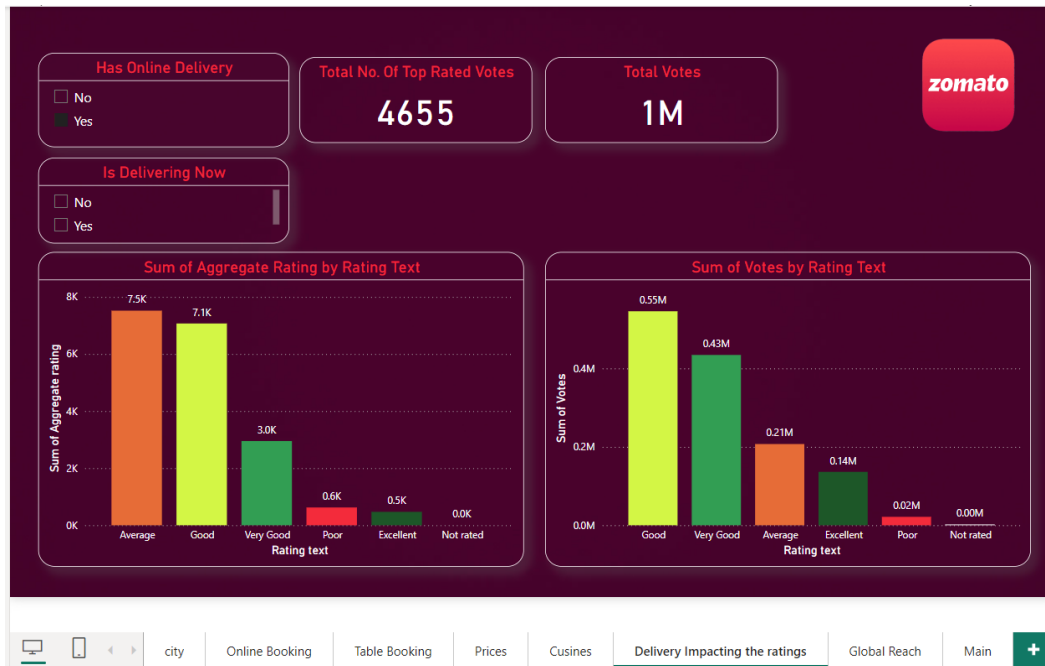 Has Online Delivery
No
Yes
Total No. Of Top Rated Votes
4655
Total Votes
1M
zomato
Is Delivering Now
No
Yes
Sum of Aggregate Rating by Rating Text
Sum of Aggregate rating
8K
6K
4K
2K
0K
7.5K
7.1K
3.0K
0.6K
0.5K
0.0K
Average Good Very Good Poor Excellent Not rated
Rating text
Sum of Votes by Rating Text
Sum of Votes
0.4M
0.2M
0.0M
0.55M
0.43M
0.21M
0.14M
0.02M
0.00M
Good Very Good Average Excellent Poor Not rated
Rating text
city Online Booking Table Booking Prices Cusines Delivery Impacting the ratings Global Reach Main +